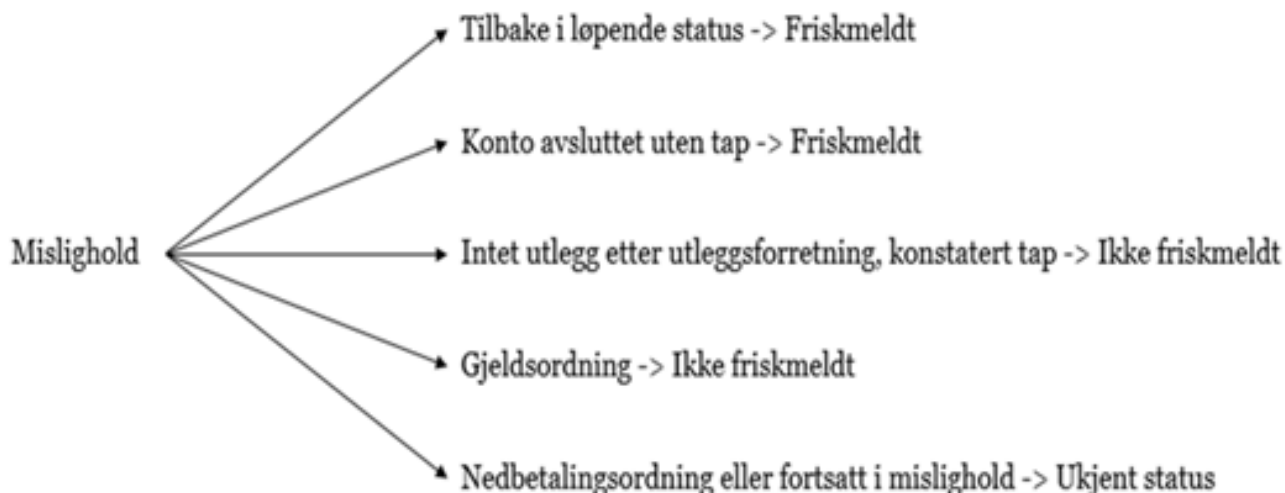 Tilbake i løpende status -> Friskmeldt
Konto avsluttet uten tap -> Friskmeldt
Mislighold
Intet utlegg etter utleggsforretning, konstatert tap -> Ikke friskmeldt
Gjeldsordning -> Ikke friskmeldt
Nedbetalingsordning eller fortsatt i mislighold -> Ukjent status